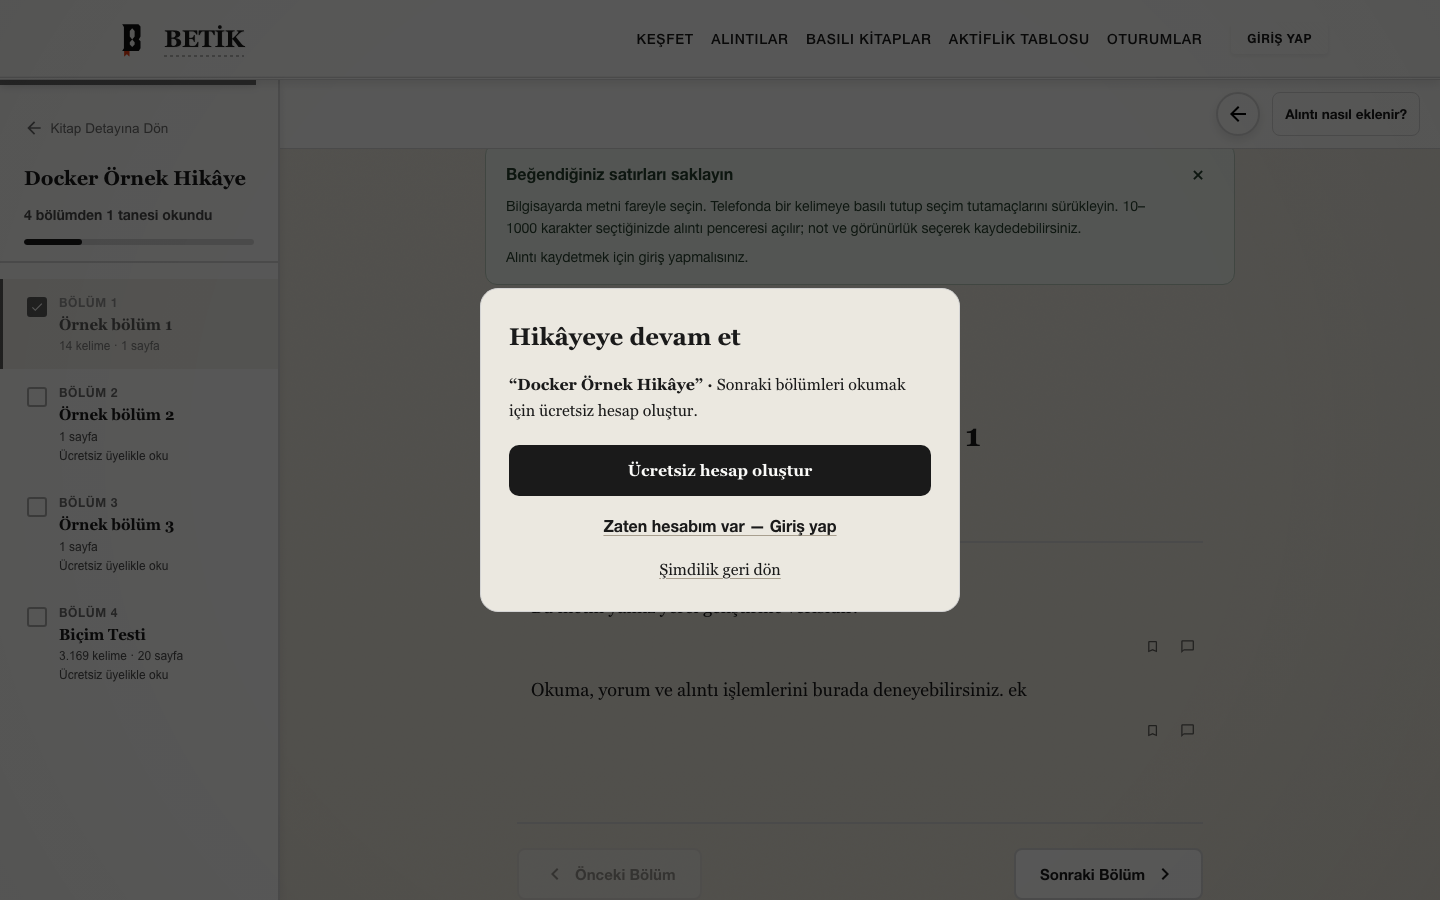 BETİK
KEŞFET
ALINTILAR
BASILI KİTAPLAR
AKTİFLİK TABLOSU
OTURUMLAR
GİRİŞ YAP
Kitap Detayına Dön
Docker Örnek Hikâye
4 bölümden 1 tanesi okundu
BÖLÜM 1
Örnek bölüm 1
14 kelime · 1 sayfa
BÖLÜM 2
Örnek bölüm 2
1 sayfa
Ücretsiz üyelikle oku
BÖLÜM 3
Örnek bölüm 3
1 sayfa
Ücretsiz üyelikle oku
BÖLÜM 4
Biçim Testi
3.169 kelime · 20 sayfa
Ücretsiz üyelikle oku
Alıntı nasıl eklenir?
Beğendiğiniz satırları saklayın
Bilgisayarda metni fareyle seçin. Telefonda bir kelimeye basılı tutup seçim tutamaçlarını sürükleyin. 10–
1000 karakter seçtiğinizde alıntı penceresi açılır; not ve görünürlük seçerek kaydedebilirsiniz.
Alıntı kaydetmek için giriş yapmalısınız.
Hikâyeye devam et
“Docker Örnek Hikâye” · Sonraki bölümleri okumak
için ücretsiz hesap oluştur.
Ücretsiz hesap oluştur
Zaten hesabım var — Giriş yap
Şimdilik geri dön
1
Okuma, yorum ve alıntı işlemlerini burada deneyebilirsiniz. ek
Önceki Bölüm
Sonraki Bölüm